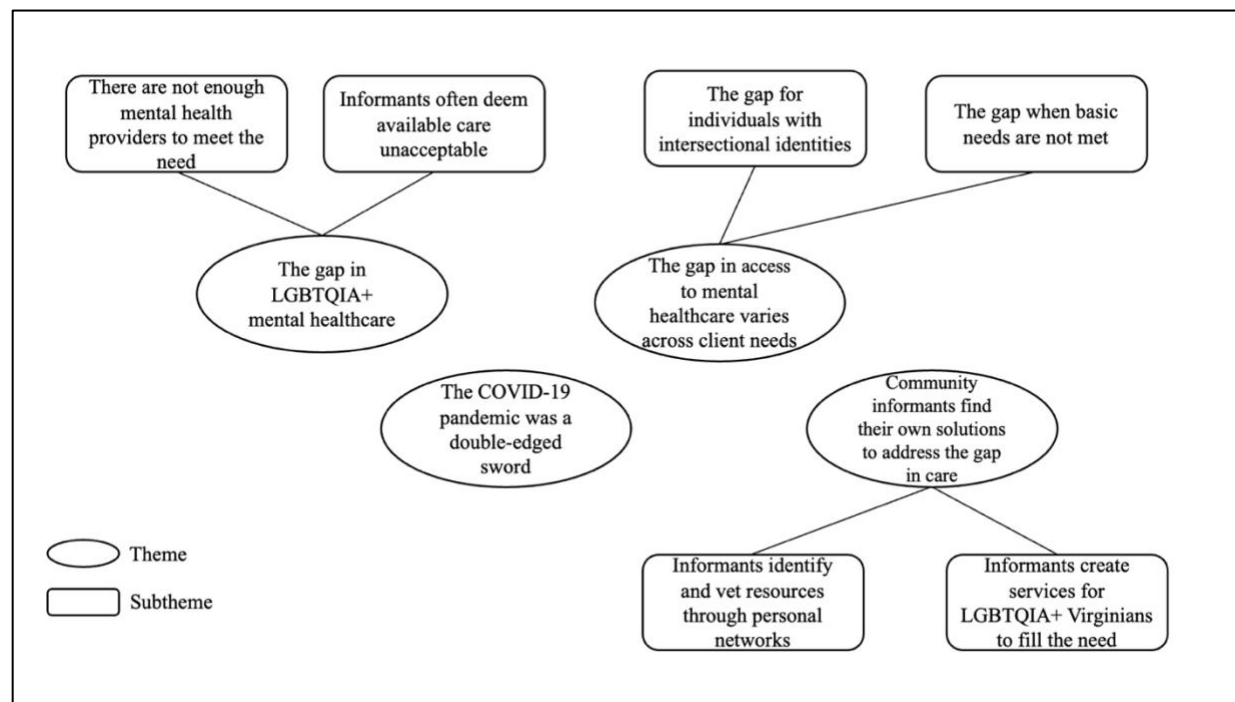 There are not enough
mental health
providers to meet the
need
Informants often deem
available care
unacceptable
The gap for
individuals with
intersectional identities
The gap when basic
needs are not met
The gap in
LGBTQIA+
mental healthcare
The gap in access
to mental
healthcare varies
across client needs
The COVID-19
pandemic was a
double-edged
sword
Community
informants find
their own solutions
to address the gap
in care
Theme
Subtheme
Informants identify
and vet resources
through personal
networks
Informants create
services for
LGBTQIA+ Virginians
to fill the need